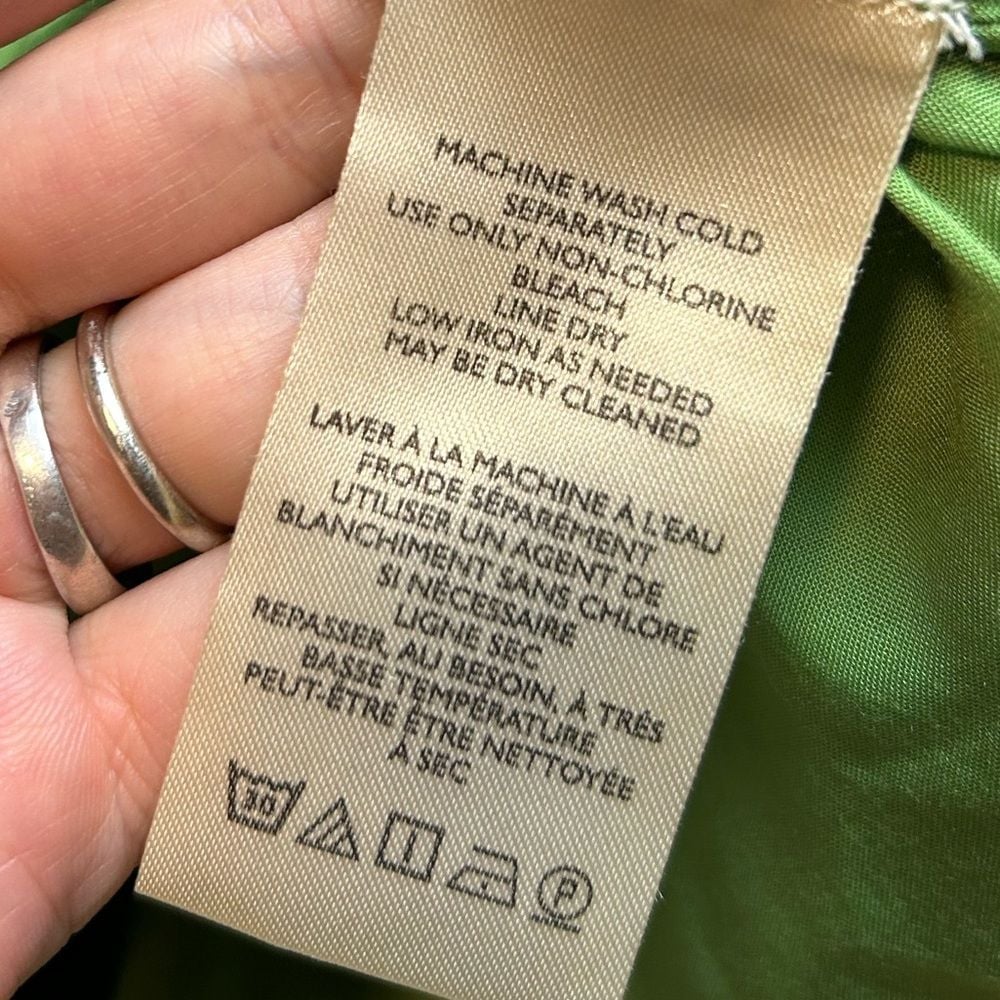 MACHINE WASH COLD
SEPARATELY
USE ONLY NON-CHLORINE
BLEACH
LINE DRY
LOW IRON AS NEEDED
MAY BE DRY CLEANED
LAVER À LA MACHINE À L'EAU
FROIDE SÉPARÉMENT
UTILISER UN AGENT DE
BLANCHIMENT SANS CHLORE
SI NÉCESSAIRE
LIGNE SEC
REPASSER, AU BESOIN, À TRÉS
BASSE TEMPÉRATURE
PEUT-ÊTRE ÊTRE NETTOYÉE
À SEC
30
P